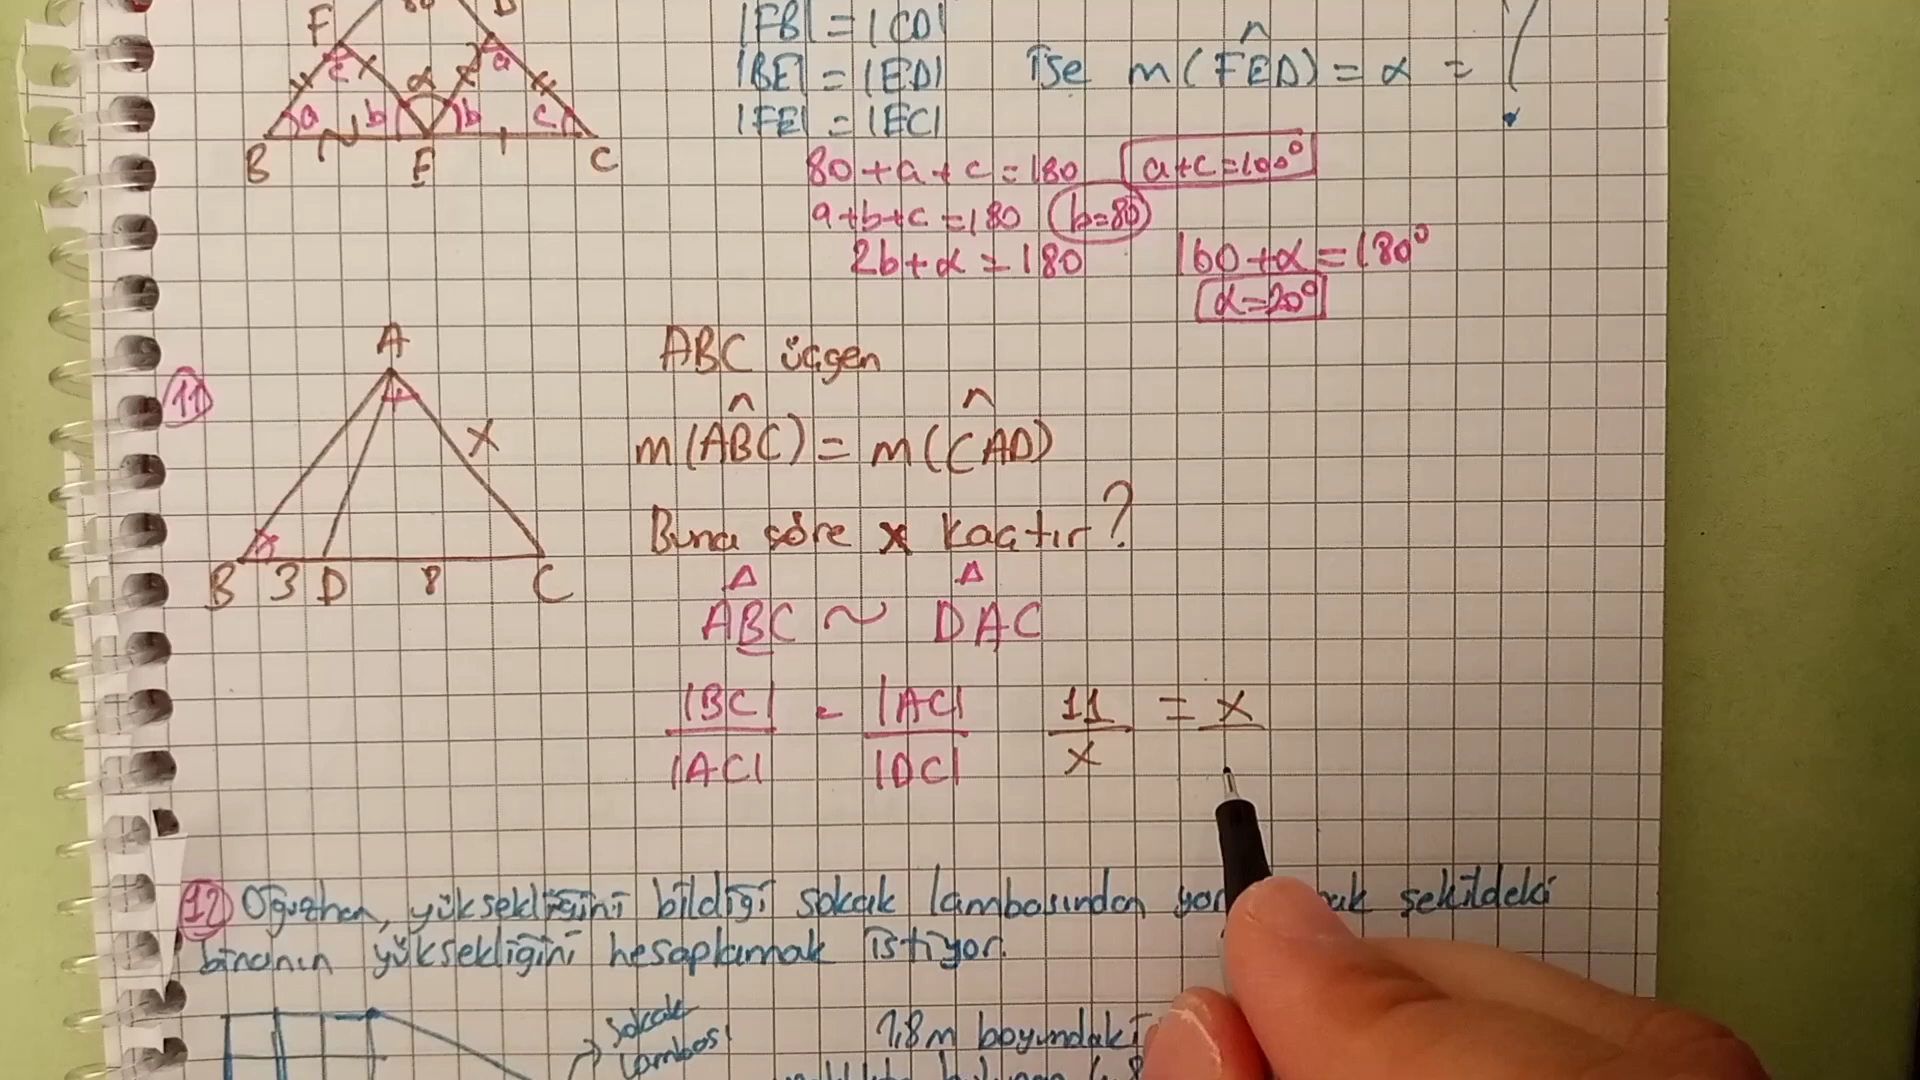 F 80 D
|FB| = |CD|
|BE| = |ED| ise m(FED) = α = ?
|FE| = |EC|
c α a
a b b c
B E C
80+a+c=180 a+c=100°
a+b+c=180 b=80
2b+α=180 160+α=180°
α=20°
11
A
x
B 3 D 8 C
ABC üçgen
m(ABC) = m(CAD)
Buna göre x kaçtır?
ABC ~ DAC
|BC| = |AC| 11 = x
|AC| |DC| x
12 Oğuzhan, yüksekliğini bildiği sokak lambasından şekildeki
binanın yüksekliğini hesaplamak istiyor.
→ Sokak
Lambası
1,8 m boyundaki